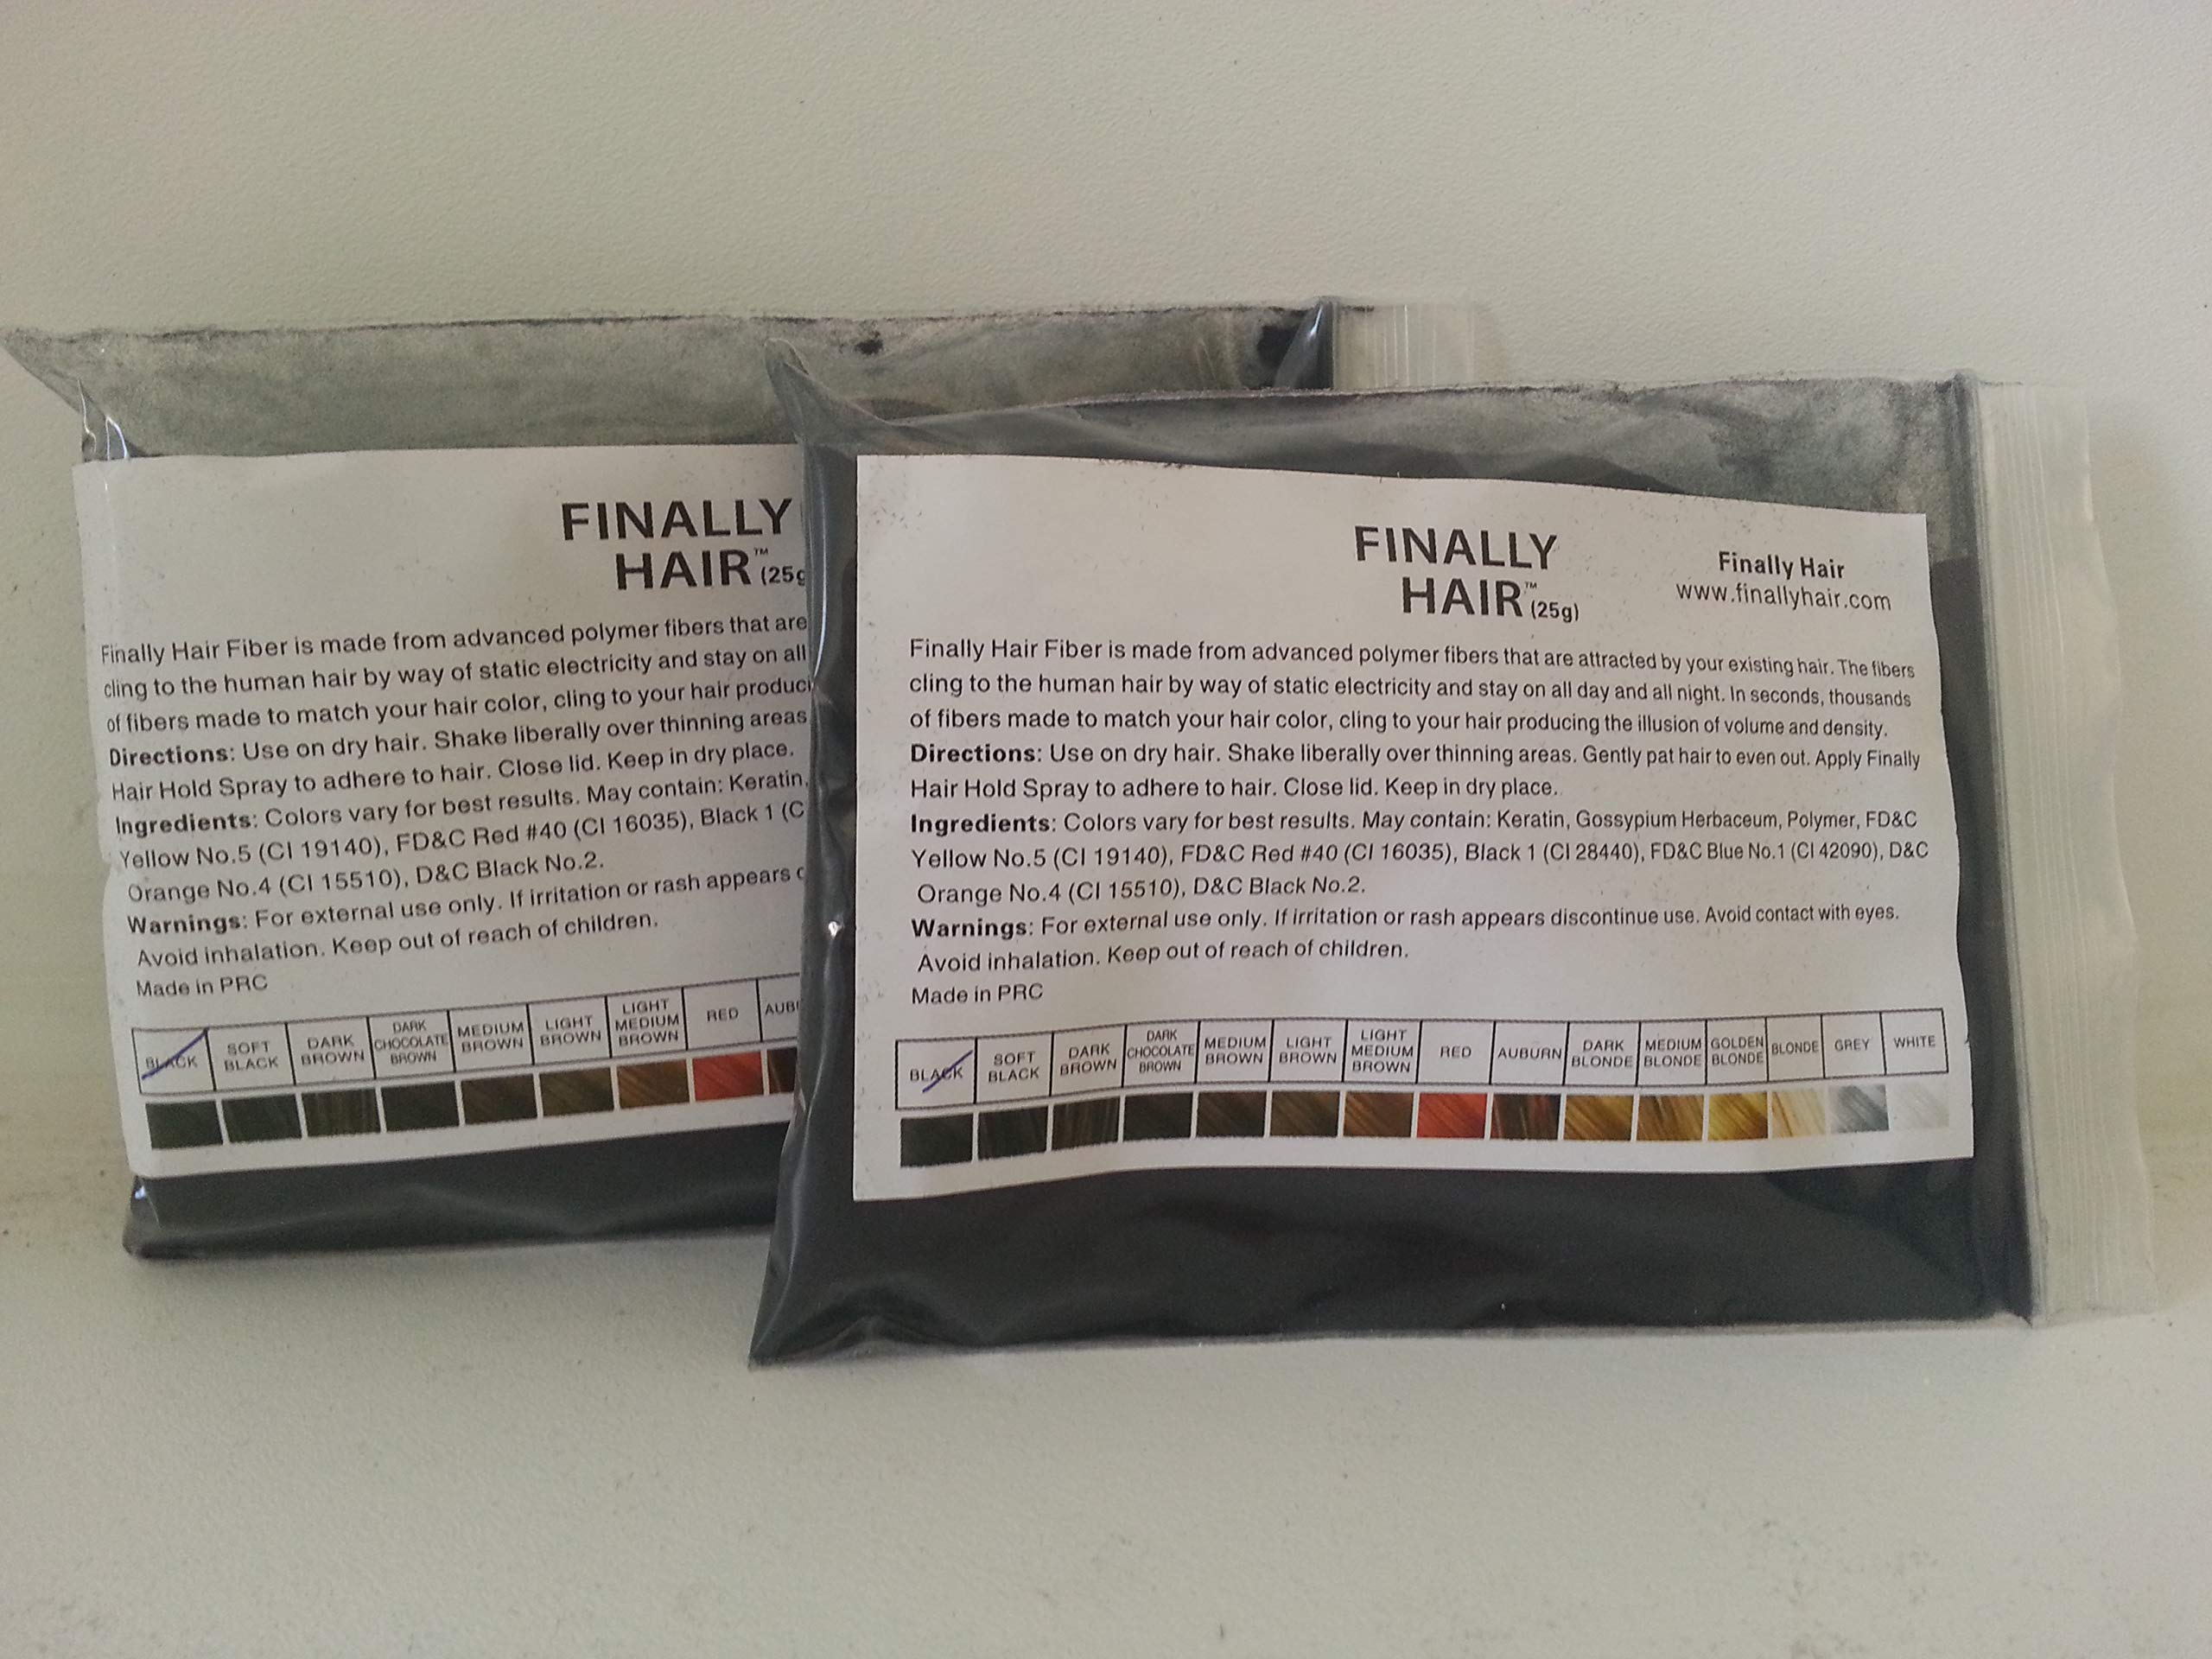 FINALLY
HAIR™ (25g
Finally Hair Fiber is made from advanced polymer fibers that are
cling to the human hair by way of static electricity and stay on all
of fibers made to match your hair color, cling to your hair produci
Directions: Use on dry hair. Shake liberally over thinning areas.
Hair Hold Spray to adhere to hair. Close lid. Keep in dry place.
Ingredients: Colors vary for best results. May contain: Keratin,
Yellow No.5 (CI 19140), FD&C Red #40 (CI 16035), Black 1 (C
Orange No.4 (CI 15510), D&C Black No.2.
Warnings: For external use only. If irritation or rash appears
Avoid inhalation. Keep out of reach of children.
Made in PRC
BLACK SOFT BLACK DARK BROWN DARK CHOCOLATE BROWN MEDIUM BROWN LIGHT BROWN LIGHT MEDIUM BROWN RED AUB
FINALLY
HAIR™ (25g)
Finally Hair
www.finallyhair.com
Finally Hair Fiber is made from advanced polymer fibers that are attracted by your existing hair. The fibers
cling to the human hair by way of static electricity and stay on all day and all night. In seconds, thousands
of fibers made to match your hair color, cling to your hair producing the illusion of volume and density.
Directions: Use on dry hair. Shake liberally over thinning areas. Gently pat hair to even out. Apply Finally
Hair Hold Spray to adhere to hair. Close lid. Keep in dry place.
Ingredients: Colors vary for best results. May contain: Keratin, Gossypium Herbaceum, Polymer, FD&C
Yellow No.5 (CI 19140), FD&C Red #40 (CI 16035), Black 1 (CI 28440), FD&C Blue No.1 (CI 42090), D&C
Orange No.4 (CI 15510), D&C Black No.2.
Warnings: For external use only. If irritation or rash appears discontinue use. Avoid contact with eyes.
Avoid inhalation. Keep out of reach of children.
Made in PRC
BLACK SOFT BLACK DARK BROWN DARK CHOCOLATE BROWN MEDIUM BROWN LIGHT BROWN LIGHT MEDIUM BROWN RED AUBURN DARK BLONDE MEDIUM BLONDE GOLDEN BLONDE BLONDE GREY WHITE